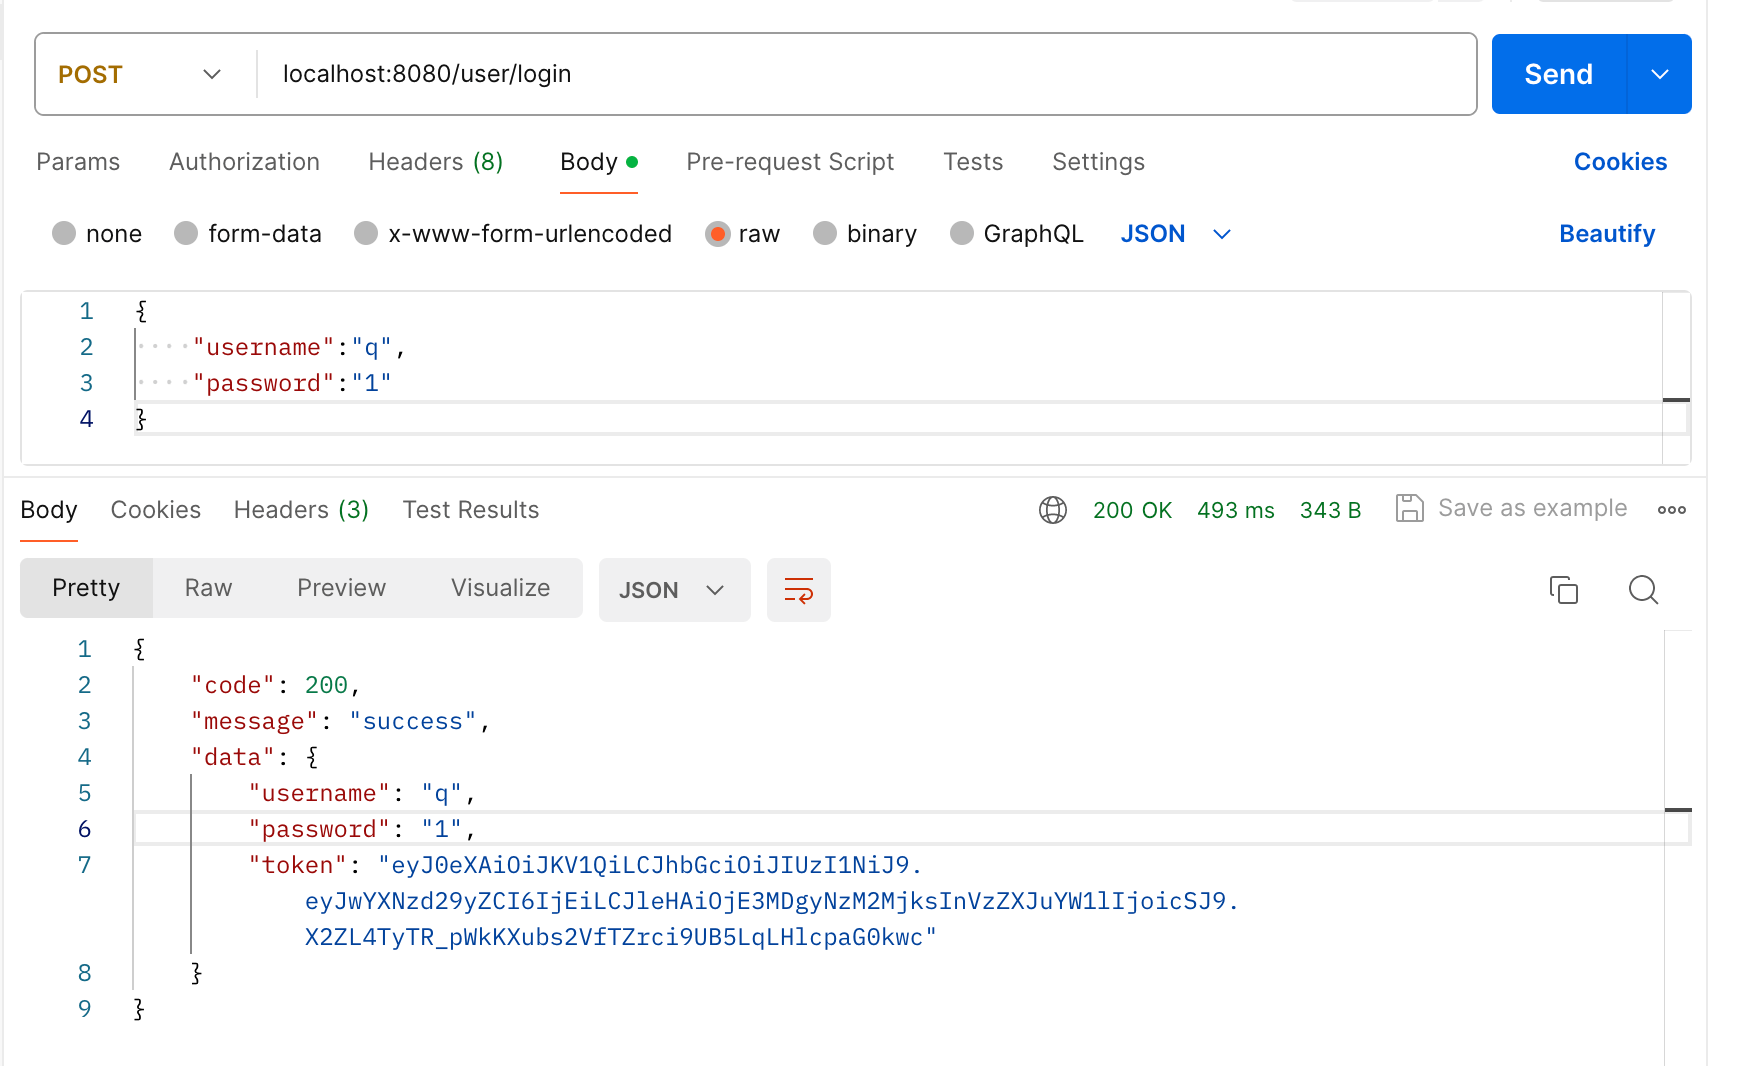 POST localhost:8080/user/login Send
Params Authorization Headers (8) Body Pre-request Script Tests Settings Cookies
none form-data x-www-form-urlencoded raw binary GraphQL JSON Beautify
1 {
2 ····"username":"q",
3 ····"password":"1"
4 }
Body Cookies Headers (3) Test Results 200 OK 493 ms 343 B Save as example
Pretty Raw Preview Visualize JSON
1 {
2 "code": 200,
3 "message": "success",
4 "data": {
5 "username": "q",
6 "password": "1",
7 "token": "eyJ0eXAiOiJKV1QiLCJhbGciOiJIUzI1NiJ9.
eyJwYXNzd29yZCI6IjEiLCJleHAiOjE3MDgyNzM2MjksInVzZXJuYW1lIjoicSJ9.
X2ZL4TyTR_pWkKXubs2VfTZrci9UB5LqLHlcpaG0kwc"
8 }
9 }